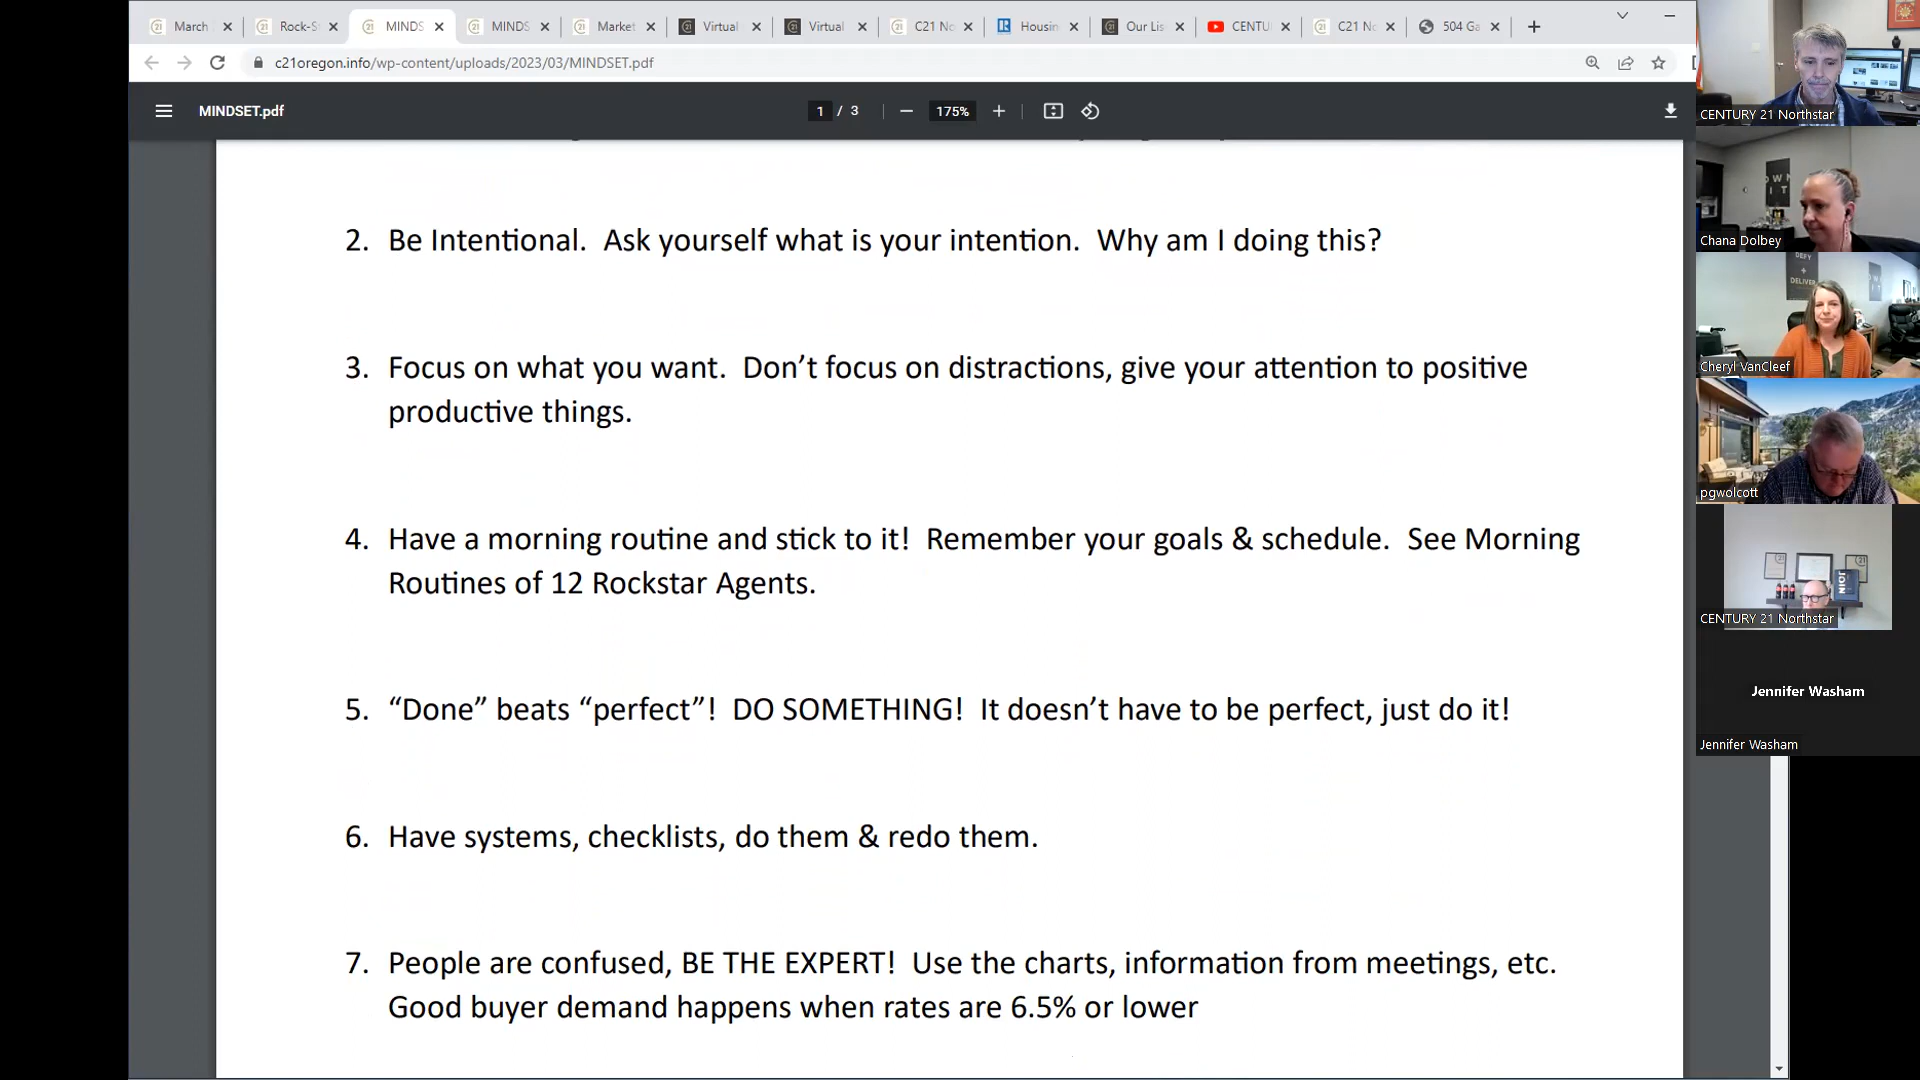 March
Rock-S
MINDS
MINDS
Market
Virtual
Virtual
C21 No
Housin
Our Lis
CENTU
C21 No
504 Ga
c21oregon.info/wp-content/uploads/2023/03/MINDSET.pdf
MINDSET.pdf
1 / 3
175%
2. Be Intentional. Ask yourself what is your intention. Why am I doing this?
3. Focus on what you want. Don’t focus on distractions, give your attention to positive
productive things.
4. Have a morning routine and stick to it! Remember your goals & schedule. See Morning
Routines of 12 Rockstar Agents.
5. “Done” beats “perfect”! DO SOMETHING! It doesn’t have to be perfect, just do it!
6. Have systems, checklists, do them & redo them.
7. People are confused, BE THE EXPERT! Use the charts, information from meetings, etc.
Good buyer demand happens when rates are 6.5% or lower
CENTURY 21 Northstar
OWN
IT
Chana Dolbey
DEFY
+
DELIVER
Cheryl VanCleef
pgwolcott
JOIN
CENTURY 21 Northstar
Jennifer Washam
Jennifer Washam